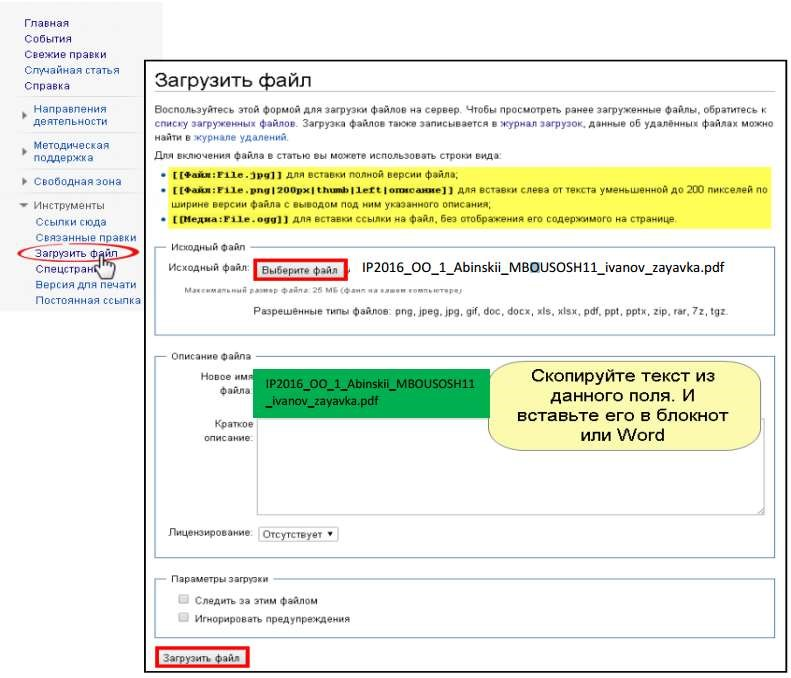 Главная
События
Свежие правки
Случайная статья
Справка
Направления
деятельности
Методическая
поддержка
Свободная зона
Инструменты
Ссылки сюда
Связанные правки
Загрузить файл
Спецстран
Версия для печати
Постоянная ссылка
Загрузить файл
Воспользуйтесь этой формой для загрузки файлов на сервер. Чтобы просмотреть ранее загруженные файлы, обратитесь к
списку загруженных файлов. Загрузка файлов также записывается в журнал загрузок, данные об удалённых файлах можно
найти в журнале удалений.
Для включения файла в статью вы можете использовать строки вида:
[[Файл:File.jpg]] для вставки полной версии файла;
[[Файл:File.png|200px|thumb|left|описание]] для вставки слева от текста уменьшенной до 200 пикселей по
ширине версии файла с выводом под ним указанного описания;
[[Медиа:File.ogg]] для вставки ссылки на файл, без отображения его содержимого на странице.
Исходный файл
Исходный файл: Выберите файл IP2016_OO_1_Abinskii_MBOUSOSH11_ivanov_zayavka.pdf
Максимальный размер файла: 25 МБ (файл на вашем компьютере)
Разрешённые типы файлов: png, jpeg, jpg, gif, doc, docx, xls, xlsx, pdf, ppt, pptx, zip, rar, 7z, tgz.
Описание файла
Новое имя
файла:
IP2016_OO_1_Abinskii_MBOUSOSH11
_ivanov_zayavka.pdf
Скопируйте текст из
данного поля. И
вставьте его в блокнот
или Word
Краткое
описание:
Лицензирование: Отсутствует
Параметры загрузки
Следить за этим файлом
Игнорировать предупреждения
Загрузить файл